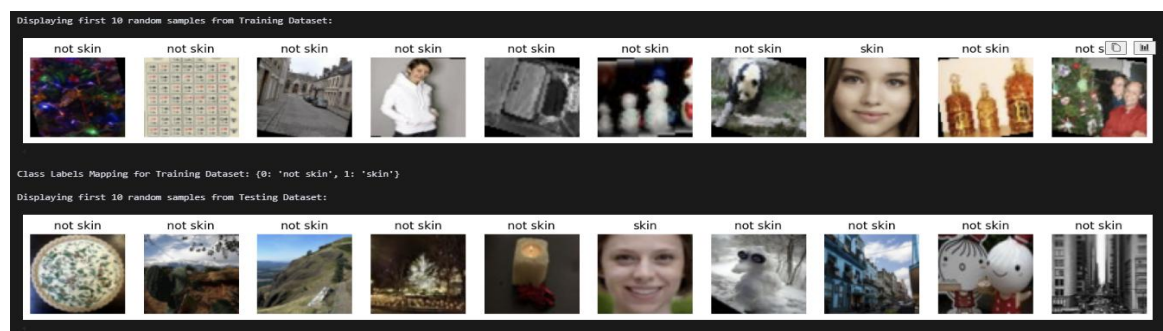 Displaying first 10 random samples from Training Dataset:
not skin not skin not skin not skin not skin not skin not skin skin not skin not s
Class Labels Mapping for Training Dataset: {0: 'not skin', 1: 'skin'}
Displaying first 10 random samples from Testing Dataset:
not skin not skin not skin not skin not skin skin not skin not skin not skin not skin